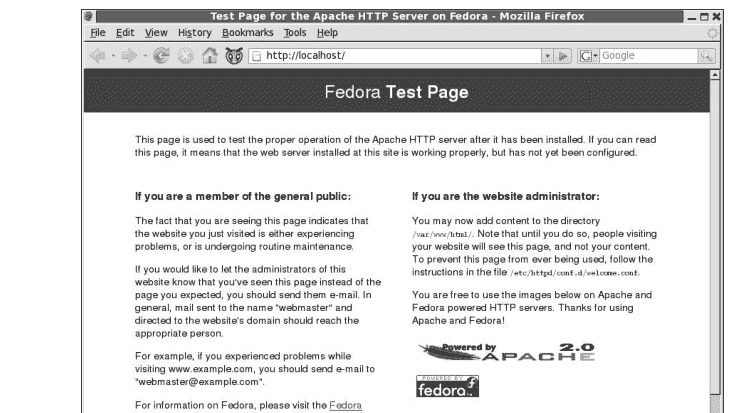 Test Page for the Apache HTTP Server on Fedora - Mozilla Firefox
File Edit View History Bookmarks Tools Help
http://localhost/
G Google
Fedora Test Page
This page is used to test the proper operation of the Apache HTTP server after it has been installed. If you can read
this page, it means that the web server installed at this site is working properly, but has not yet been configured.
If you are a member of the general public:
The fact that you are seeing this page indicates that
the website you just visited is either experiencing
problems, or is undergoing routine maintenance.
If you would like to let the administrators of this
website know that you've seen this page instead of the
page you expected, you should send them e-mail. In
general, mail sent to the name "webmaster" and
directed to the website's domain should reach the
appropriate person.
For example, if you experienced problems while
visiting www.example.com, you should send e-mail to
"webmaster@example.com".
For information on Fedora, please visit the Fedora
If you are the website administrator:
You may now add content to the directory
/var/www/html/. Note that until you do so, people visiting
your website will see this page, and not your content.
To prevent this page from ever being used, follow the
instructions in the file /etc/httpd/conf.d/welcome.conf.
You are free to use the images below on Apache and
Fedora powered HTTP servers. Thanks for using
Apache and Fedora!
Powered by 2.0
APACHE
POWERED BY
fedora